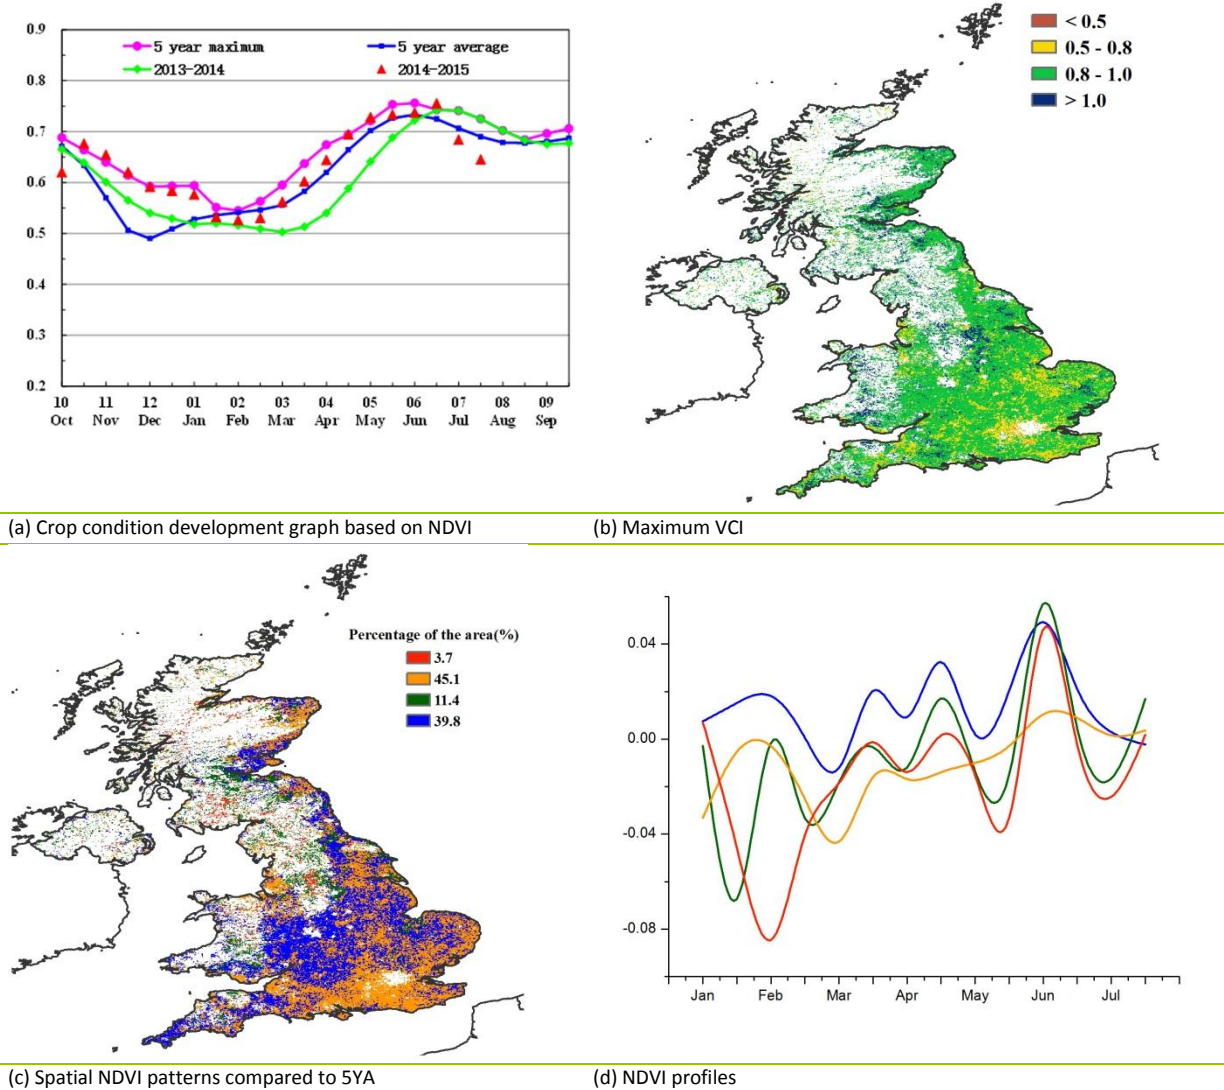 0.9
5 year maximum 5 year average
2013-2014 2014-2015
0.8
0.7
0.6
0.5
0.4
0.3
0.2
10 11 12 01 02 03 04 05 06 07 08 09
Oct Nov Dec Jan Feb Mar Apr May Jun Jul Aug Sep
< 0.5
0.5 - 0.8
0.8 - 1.0
> 1.0
(a) Crop condition development graph based on NDVI
(b) Maximum VCI
Percentage of the area(%)
3.7
45.1
11.4
39.8
0.04
0.00
-0.04
-0.08
Jan Feb Mar Apr May Jun Jul
(c) Spatial NDVI patterns compared to 5YA
(d) NDVI profiles